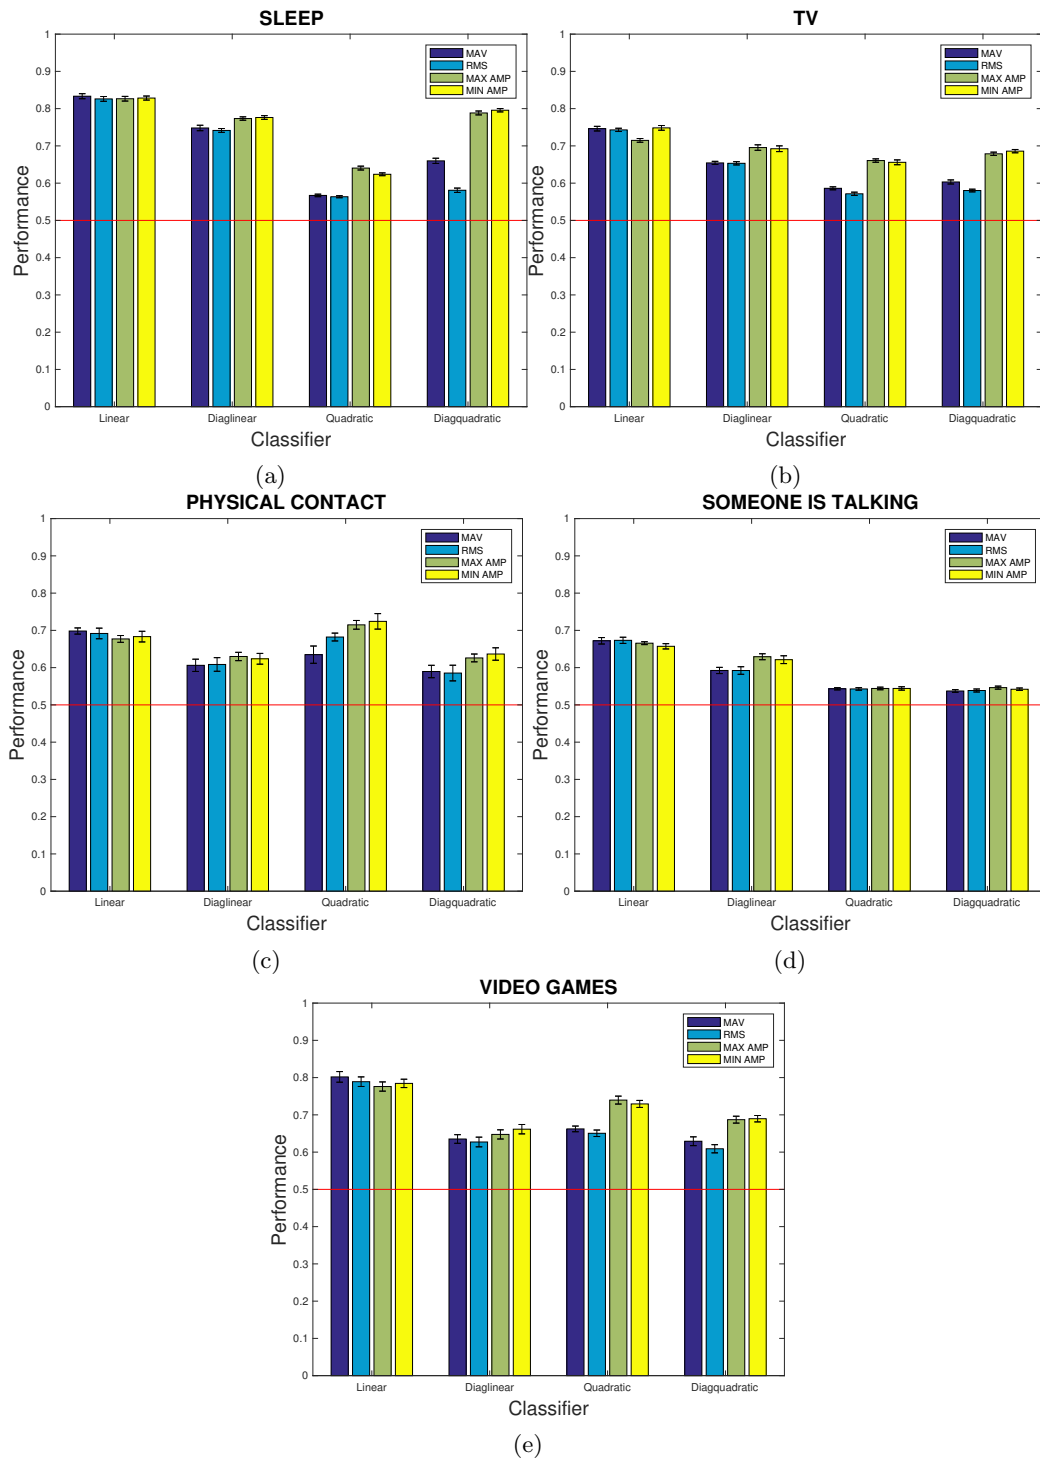 SLEEP
1
0.9
0.8
0.7
0.6
0.5
0.4
0.3
0.2
0.1
0
Performance
MAV
RMS
MAX AMP
MIN AMP
Linear Diaglinear Quadratic Diagquadratic
Classifier
(a)
TV
1
0.9
0.8
0.7
0.6
0.5
0.4
0.3
0.2
0.1
0
Performance
MAV
RMS
MAX AMP
MIN AMP
Linear Diaglinear Quadratic Diagquadratic
Classifier
(b)
PHYSICAL CONTACT
1
0.9
0.8
0.7
0.6
0.5
0.4
0.3
0.2
0.1
0
Performance
MAV
RMS
MAX AMP
MIN AMP
Linear Diaglinear Quadratic Diagquadratic
Classifier
(c)
SOMEONE IS TALKING
1
0.9
0.8
0.7
0.6
0.5
0.4
0.3
0.2
0.1
0
Performance
MAV
RMS
MAX AMP
MIN AMP
Linear Diaglinear Quadratic Diagquadratic
Classifier
(d)
VIDEO GAMES
1
0.9
0.8
0.7
0.6
0.5
0.4
0.3
0.2
0.1
0
Performance
MAV
RMS
MAX AMP
MIN AMP
Linear Diaglinear Quadratic Diagquadratic
Classifier
(e)